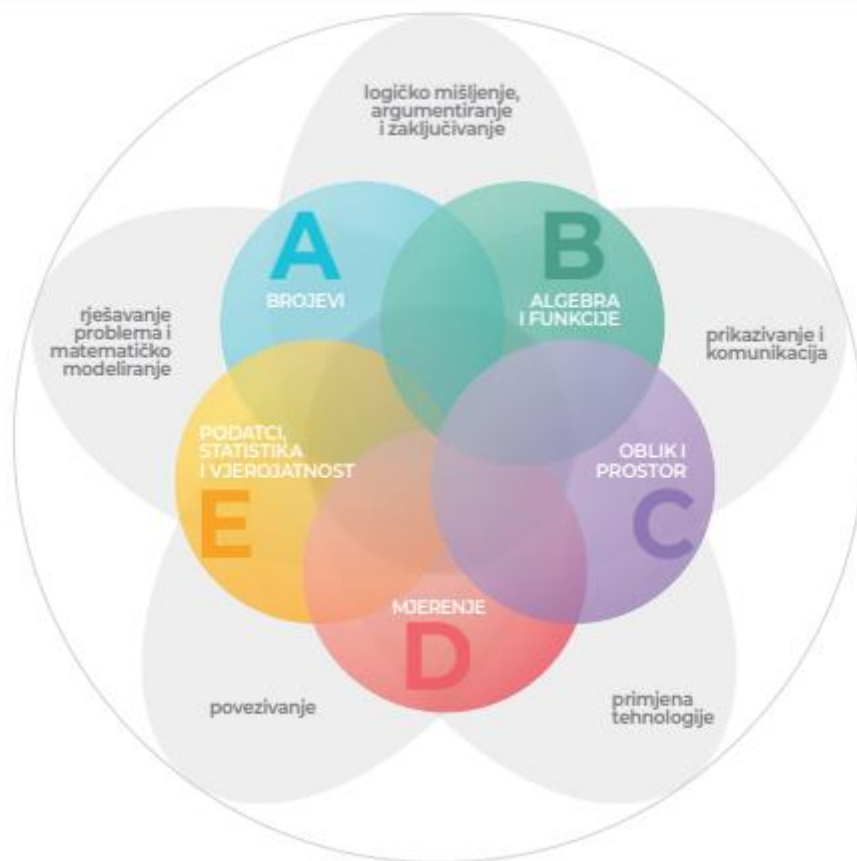 logičko mišljenje,
argumentiranje
i zaključivanje
A
BROJEVI
B
ALGEBRA
I FUNKCIJE
rješavanje
problema i
matematičko
modeliranje
prikazivanje i
komunikacija
PODATCI,
STATISTIKA
I VJEROJATNOST
E
OBLIK I
PROSTOR
C
MJERENJE
D
povezivanje
primjena
tehnologije